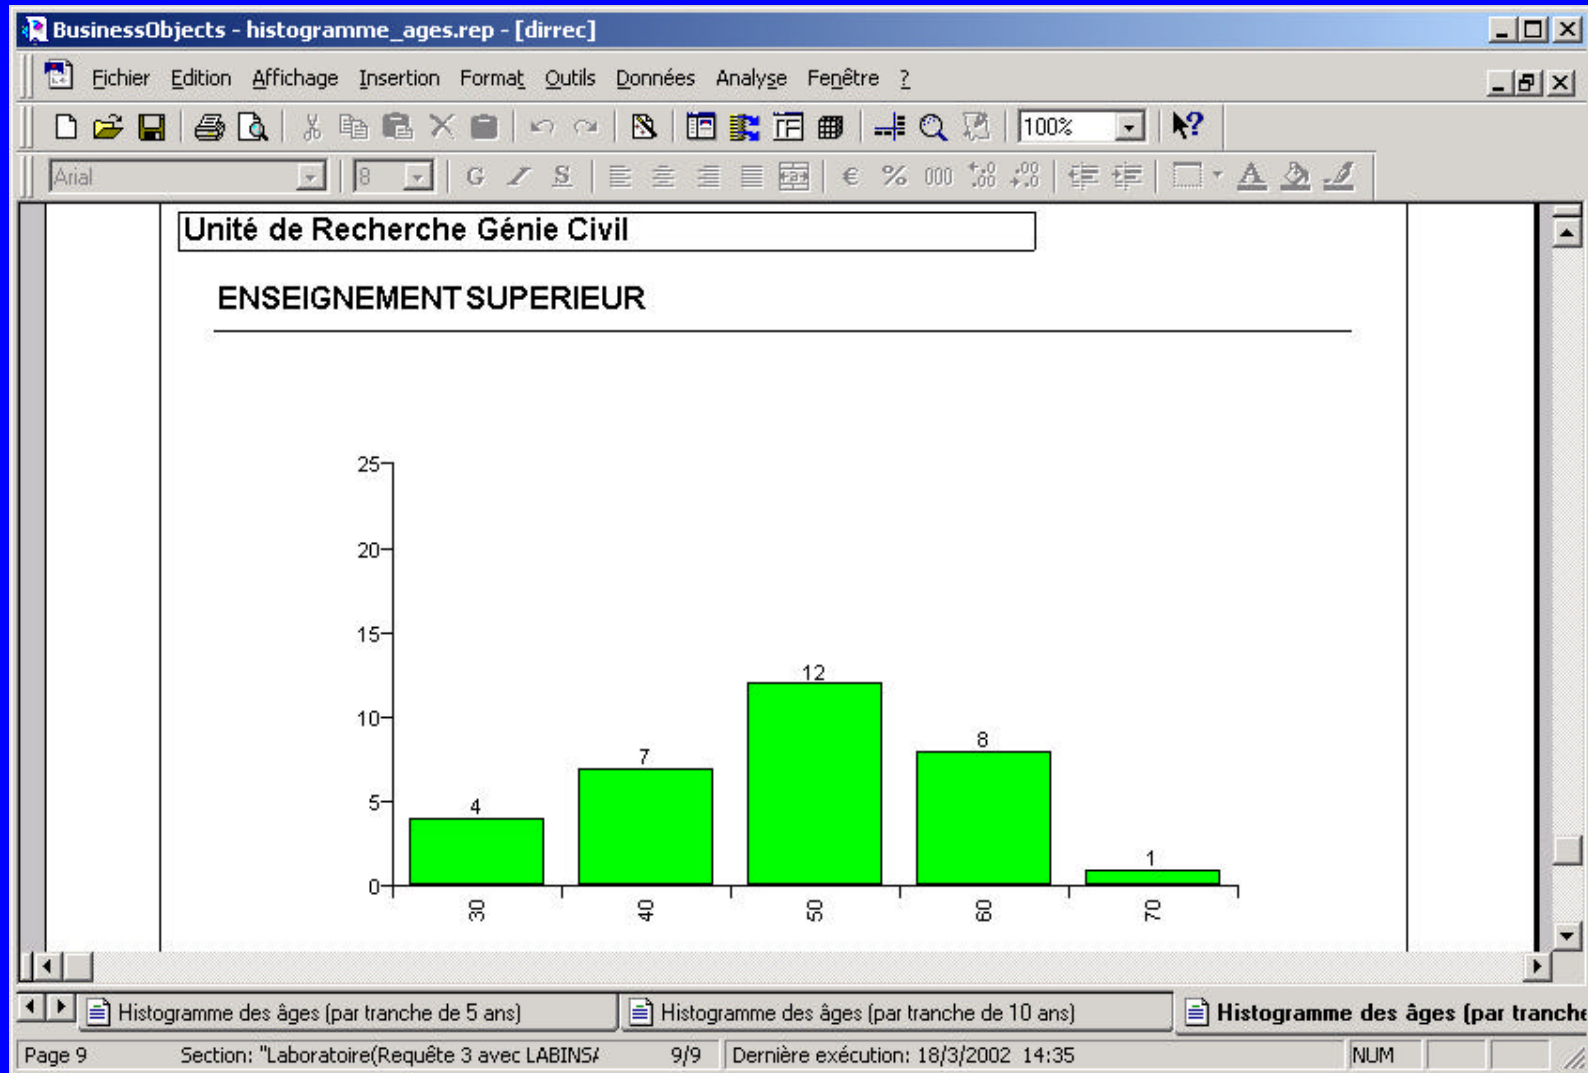 BusinessObjects - histogramme_ages.rep - [dirrec]
Fichier Edition Affichage Insertion Format Outils Données Analyse Fenêtre ?
100%
Arial 8 G I S € % 000
Unité de Recherche Génie Civil
ENSEIGNEMENT SUPERIEUR
25
20
15
10
5
0
4
7
12
8
1
30 40 50 60 70
Histogramme des âges (par tranche de 5 ans) Histogramme des âges (par tranche de 10 ans) Histogramme des âges (par tranche
Page 9 Section: "Laboratoire(Requête 3 avec LABINSA 9/9 Dernière exécution: 18/3/2002 14:35 NUM